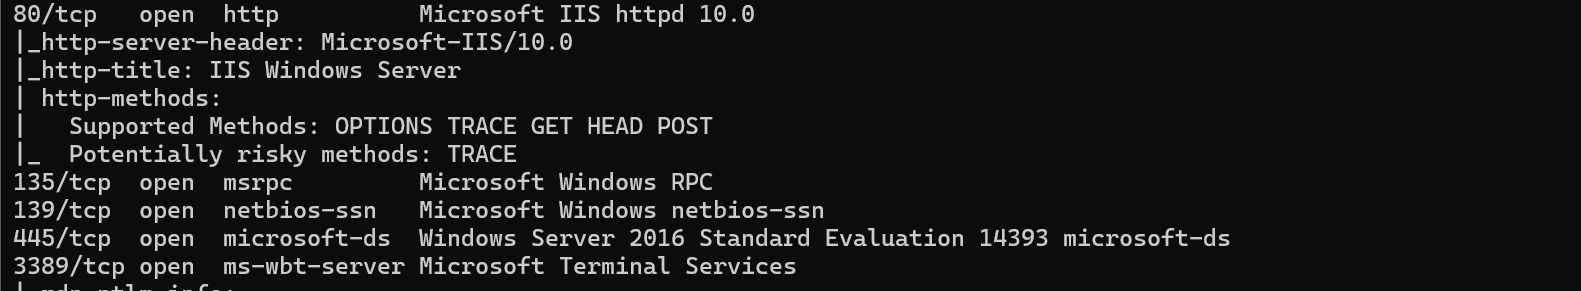 80/tcp   open  http          Microsoft IIS httpd 10.0
|_http-server-header: Microsoft-IIS/10.0
|_http-title: IIS Windows Server
| http-methods:
|   Supported Methods: OPTIONS TRACE GET HEAD POST
|_  Potentially risky methods: TRACE
135/tcp  open  msrpc         Microsoft Windows RPC
139/tcp  open  netbios-ssn   Microsoft Windows netbios-ssn
445/tcp  open  microsoft-ds  Windows Server 2016 Standard Evaluation 14393 microsoft-ds
3389/tcp open  ms-wbt-server Microsoft Terminal Services